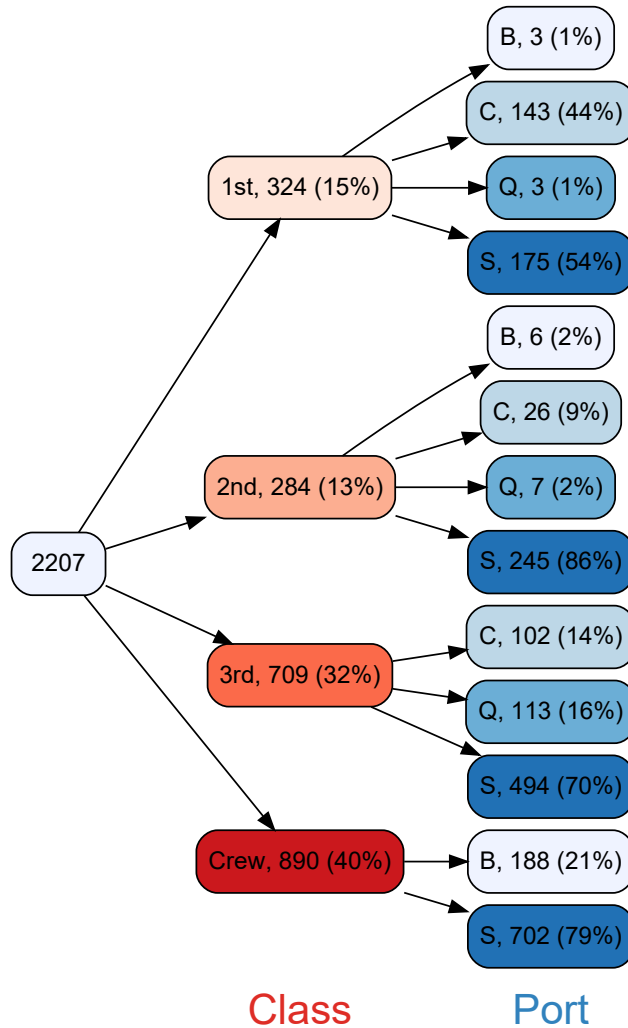 B, 3 (1%)
C, 143 (44%)
1st, 324 (15%)
Q, 3 (1%)
S, 175 (54%)
B, 6 (2%)
C, 26 (9%)
2nd, 284 (13%)
Q, 7 (2%)
S, 245 (86%)
2207
C, 102 (14%)
3rd, 709 (32%)
Q, 113 (16%)
S, 494 (70%)
Crew, 890 (40%)
B, 188 (21%)
S, 702 (79%)
Class
Port